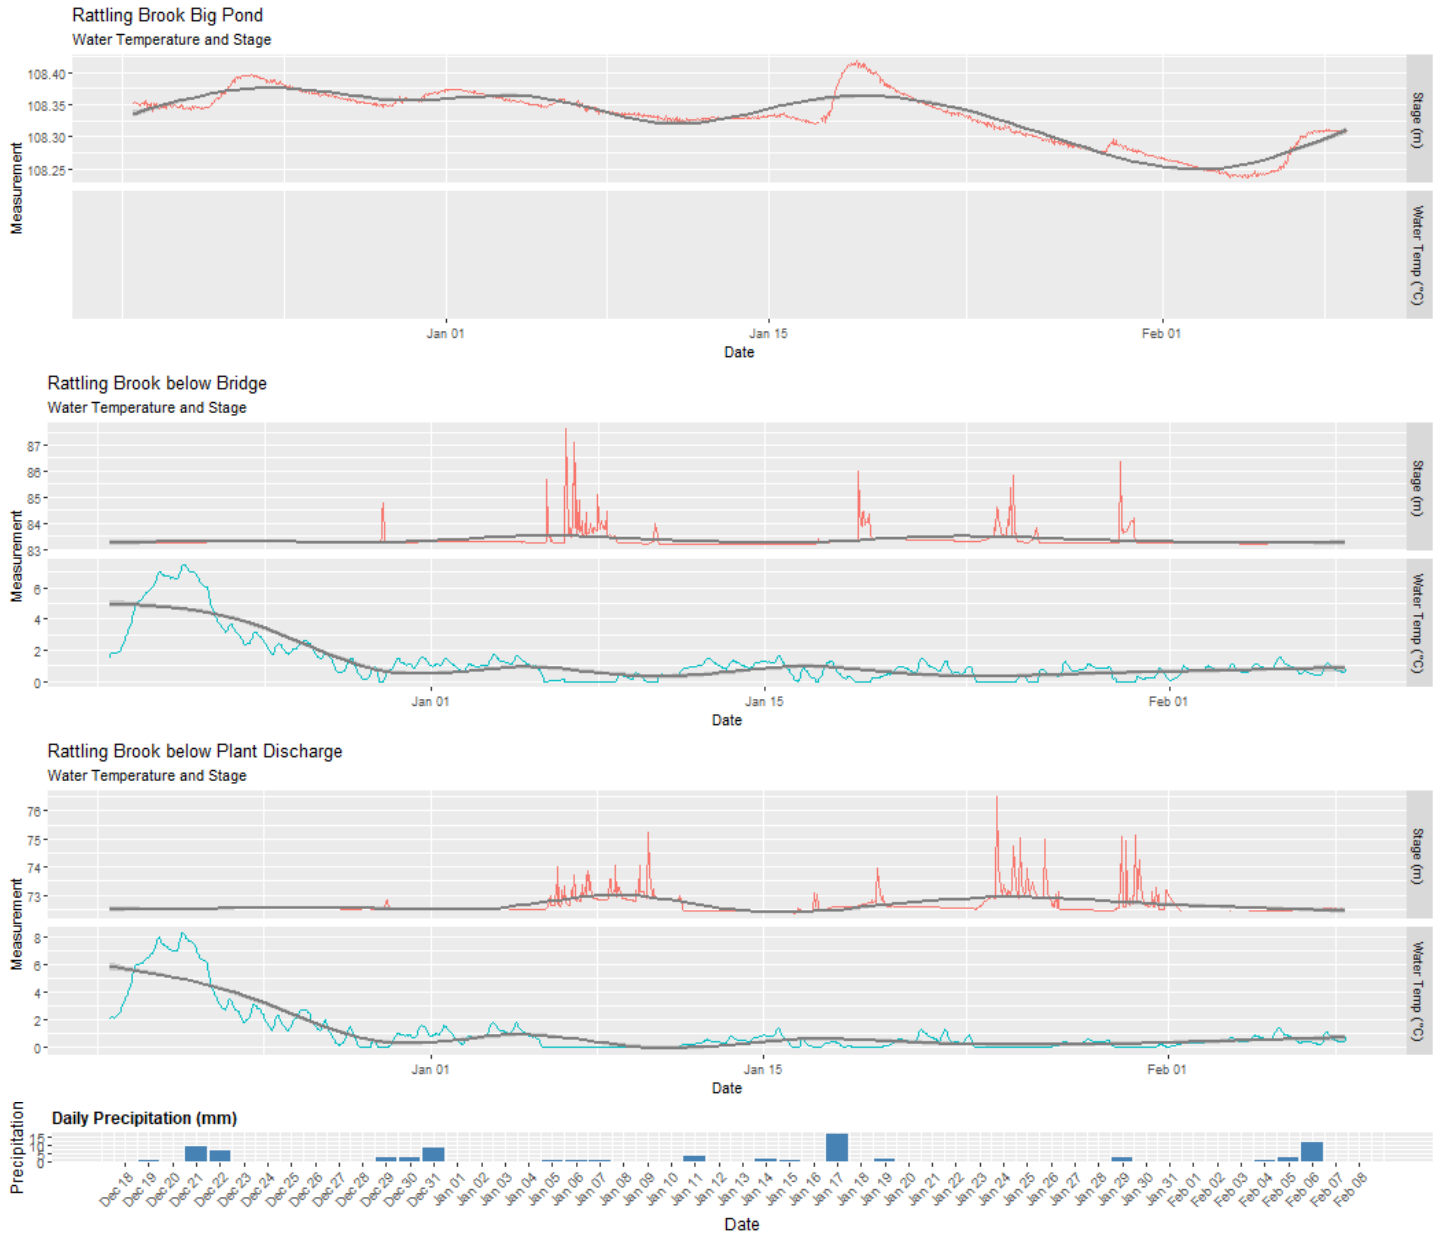 Rattling Brook Big Pond
Water Temperature and Stage
108.40
108.35
108.30
108.25
Stage (m)
Water Temp (°C)
Measurement
Jan 01 Jan 15 Feb 01
Date
Rattling Brook below Bridge
Water Temperature and Stage
87
86
85
84
83
Stage (m)
6
4
2
0
Water Temp (°C)
Measurement
Jan 01 Jan 15 Feb 01
Date
Rattling Brook below Plant Discharge
Water Temperature and Stage
76
75
74
73
Stage (m)
8
6
4
2
0
Water Temp (°C)
Measurement
Jan 01 Jan 15 Feb 01
Date
Daily Precipitation (mm)
15
10
5
0
Precipitation
Dec 18 Dec 19 Dec 20 Dec 21 Dec 22 Dec 23 Dec 24 Dec 25 Dec 26 Dec 27 Dec 28 Dec 29 Dec 30 Dec 31 Jan 01 Jan 02 Jan 03 Jan 04 Jan 05 Jan 06 Jan 07 Jan 08 Jan 09 Jan 10 Jan 11 Jan 12 Jan 13 Jan 14 Jan 15 Jan 16 Jan 17 Jan 18 Jan 19 Jan 20 Jan 21 Jan 22 Jan 23 Jan 24 Jan 25 Jan 26 Jan 27 Jan 28 Jan 29 Jan 30 Jan 31 Feb 01 Feb 02 Feb 03 Feb 04 Feb 05 Feb 06 Feb 07 Feb 08
Date